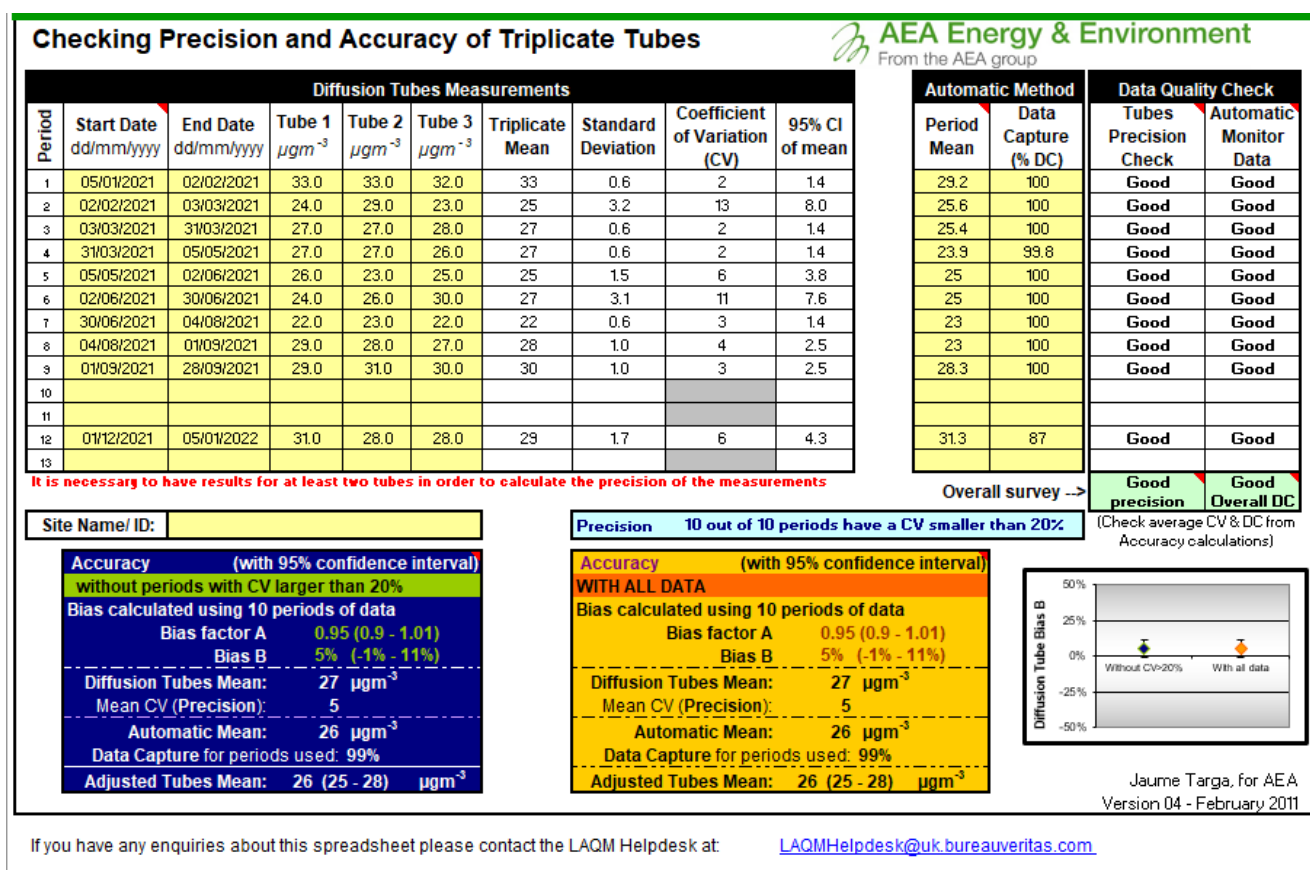 Checking Precision and Accuracy of Triplicate Tubes
AEA Energy & Environment
From the AEA group
Diffusion Tubes Measurements
Automatic Method
Data Quality Check
Period
Start Date dd/mm/yyyy
End Date dd/mm/yyyy
Tube 1 µgm⁻³
Tube 2 µgm⁻³
Tube 3 µgm⁻³
Triplicate Mean
Standard Deviation
Coefficient of Variation (CV)
95% CI of mean
Period Mean
Data Capture (% DC)
Tubes Precision Check
Automatic Monitor Data
1 05/01/2021 02/02/2021 33.0 33.0 32.0 33 0.6 2 1.4 29.2 100 Good Good
2 02/02/2021 03/03/2021 24.0 29.0 23.0 25 3.2 13 8.0 25.6 100 Good Good
3 03/03/2021 31/03/2021 27.0 27.0 28.0 27 0.6 2 1.4 25.4 100 Good Good
4 31/03/2021 05/05/2021 27.0 27.0 26.0 27 0.6 2 1.4 23.9 99.8 Good Good
5 05/05/2021 02/06/2021 26.0 23.0 25.0 25 1.5 6 3.8 25 100 Good Good
6 02/06/2021 30/06/2021 24.0 26.0 30.0 27 3.1 11 7.6 25 100 Good Good
7 30/06/2021 04/08/2021 22.0 23.0 22.0 22 0.6 3 1.4 23 100 Good Good
8 04/08/2021 01/09/2021 29.0 28.0 27.0 28 1.0 4 2.5 23 100 Good Good
9 01/09/2021 28/09/2021 29.0 31.0 30.0 30 1.0 3 2.5 28.3 100 Good Good
10
11
12 01/12/2021 05/01/2022 31.0 28.0 28.0 29 1.7 6 4.3 31.3 87 Good Good
13
It is necessary to have results for at least two tubes in order to calculate the precision of the measurements
Overall survey -->
Good precision
Good Overall DC
Site Name/ ID:
Precision 10 out of 10 periods have a CV smaller than 20%
(Check average CV & DC from
Accuracy calculations)
Accuracy (with 95% confidence interval)
without periods with CV larger than 20%
Bias calculated using 10 periods of data
Bias factor A 0.95 (0.9 - 1.01)
Bias B 5% (-1% - 11%)
Diffusion Tubes Mean: 27 µgm⁻³
Mean CV (Precision): 5
Automatic Mean: 26 µgm⁻³
Data Capture for periods used: 99%
Adjusted Tubes Mean: 26 (25 - 28) µgm⁻³
Accuracy (with 95% confidence interval)
WITH ALL DATA
Bias calculated using 10 periods of data
Bias factor A 0.95 (0.9 - 1.01)
Bias B 5% (-1% - 11%)
Diffusion Tubes Mean: 27 µgm⁻³
Mean CV (Precision): 5
Automatic Mean: 26 µgm⁻³
Data Capture for periods used: 99%
Adjusted Tubes Mean: 26 (25 - 28) µgm⁻³
Diffusion Tube Bias B
50%
25%
0%
-25%
-50%
Without CV>20%
With all data
Jaume Targa, for AEA
Version 04 - February 2011
If you have any enquiries about this spreadsheet please contact the LAQM Helpdesk at: LAQMHelpdesk@uk.bureauveritas.com